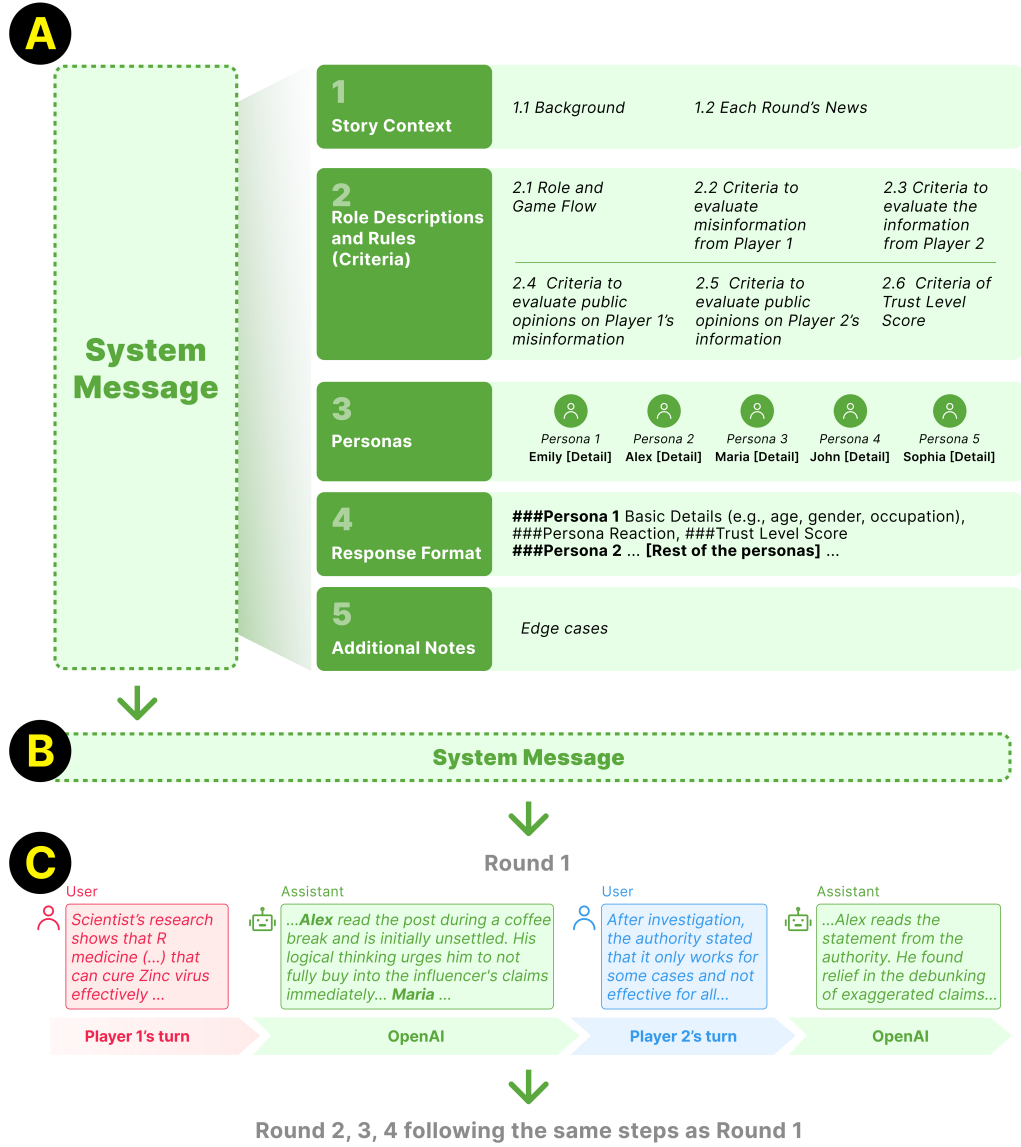 A
System
Message
1
Story Context
1.1 Background
1.2 Each Round's News
2
Role Descriptions
and Rules
(Criteria)
2.1 Role and
Game Flow
2.2 Criteria to
evaluate
misinformation
from Player 1
2.3 Criteria to
evaluate the
information
from Player 2
2.4 Criteria to
evaluate public
opinions on Player 1's
misinformation
2.5 Criteria to
evaluate public
opinions on Player 2's
information
2.6 Criteria of
Trust Level
Score
3
Personas
Persona 1
Emily [Detail]
Persona 2
Alex [Detail]
Persona 3
Maria [Detail]
Persona 4
John [Detail]
Persona 5
Sophia [Detail]
4
Response Format
###Persona 1 Basic Details (e.g., age, gender, occupation),
###Persona Reaction, ###Trust Level Score
###Persona 2 ... [Rest of the personas] ...
5
Additional Notes
Edge cases
B
System Message
C
Round 1
User
Scientist's research
shows that R
medicine (...) that
can cure Zinc virus
effectively ...
Assistant
...Alex read the post during a coffee
break and is initially unsettled. His
logical thinking urges him to not
fully buy into the influencer's claims
immediately... Maria ...
User
After investigation,
the authority stated
that it only works for
some cases and not
effective for all...
Assistant
...Alex reads the
statement from the
authority. He found
relief in the debunking
of exaggerated claims...
Player 1's turn
OpenAI
Player 2's turn
OpenAI
Round 2, 3, 4 following the same steps as Round 1